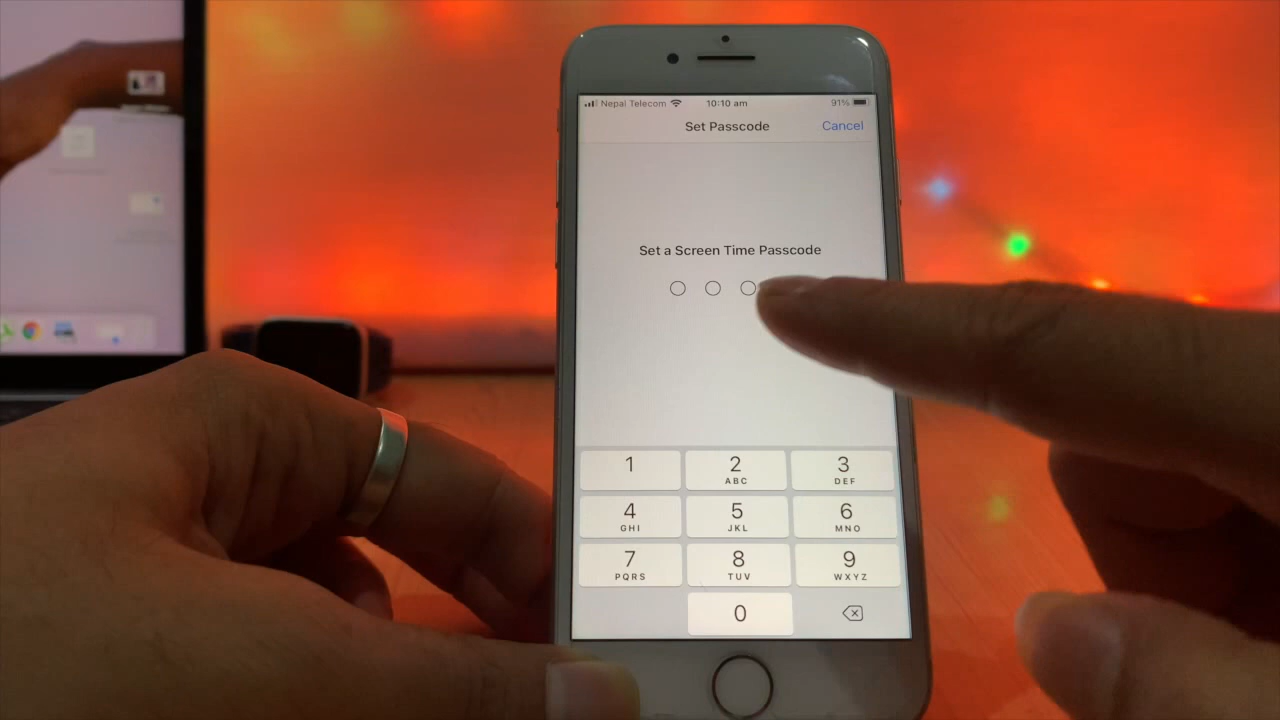 Nepal Telecom 10:10 am 91%
Set Passcode Cancel
Set a Screen Time Passcode
1 2 3
ABC DEF
4 5 6
GHI JKL MNO
7 8 9
PQRS TUV WXYZ
0